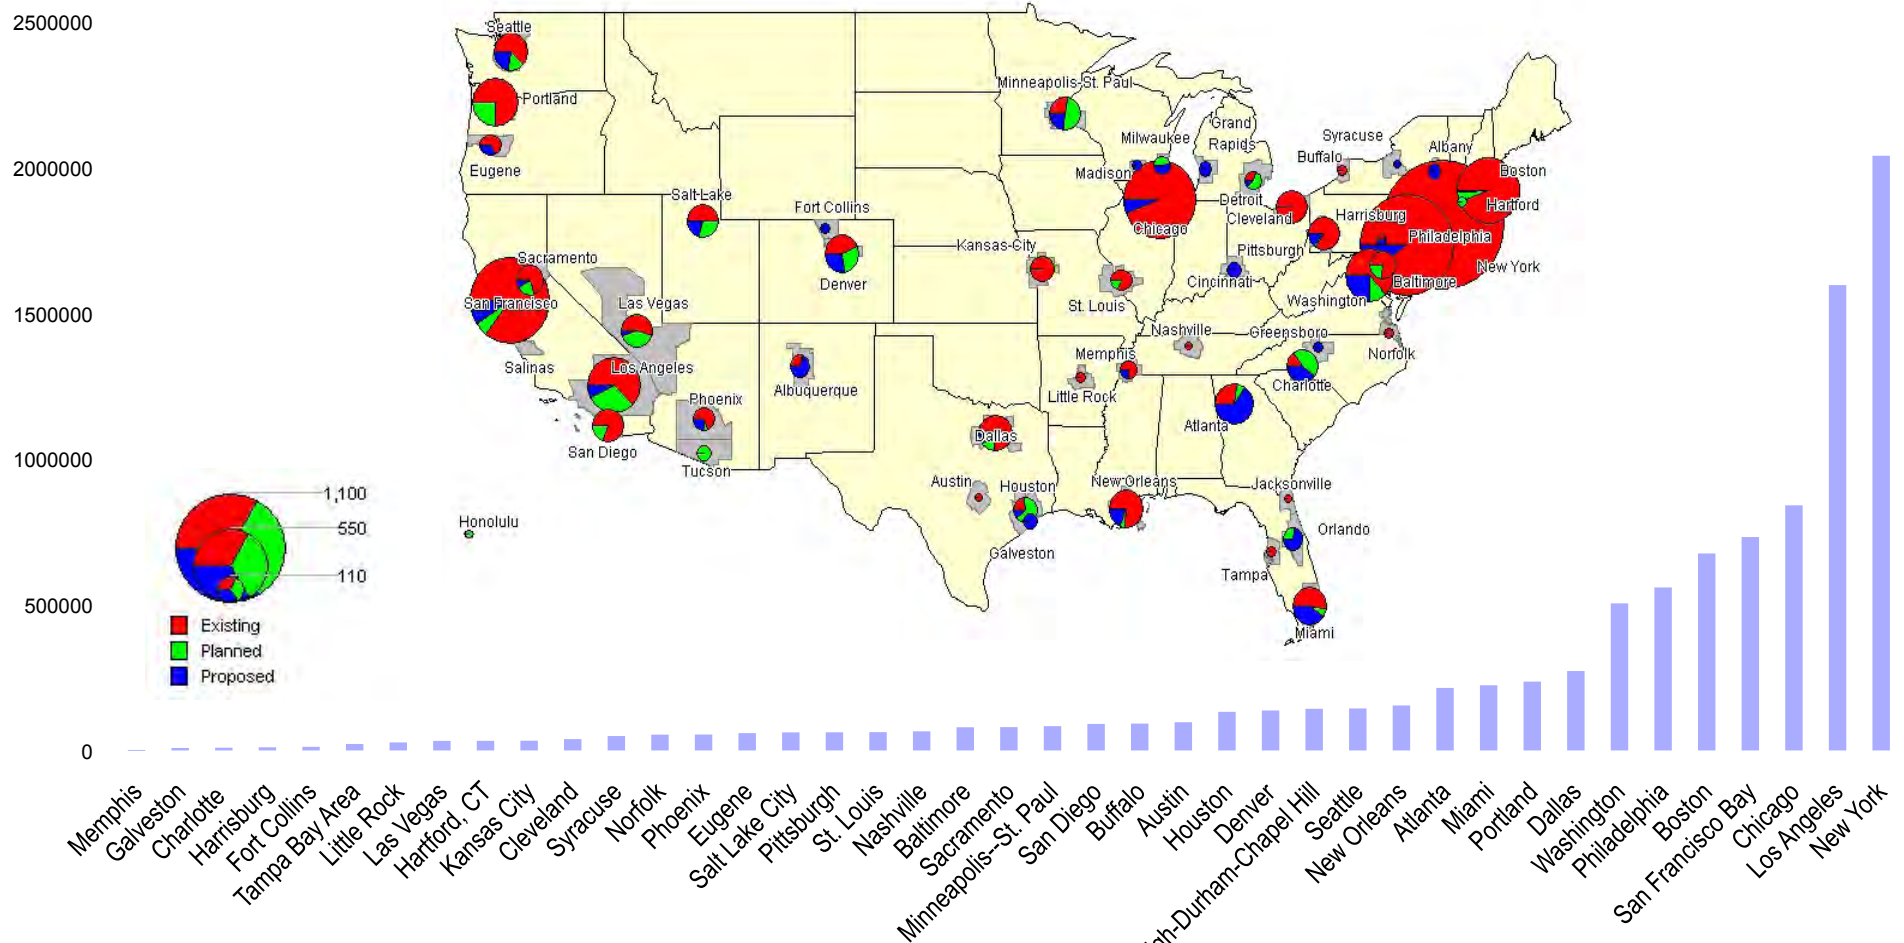 2500000
2000000
1500000
1000000
500000
0
Seattle
Portland
Eugene
Salt Lake
Fort Collins
Denver
Sacramento
San Francisco
Las Vegas
Salinas
Los Angeles
San Diego
Phoenix
Tucson
Albuquerque
Honolulu
Minneapolis-St. Paul
Milwaukee
Madison
Grand
Rapids
Chicago
Detroit
Cleveland
Kansas-City
St. Louis
Cincinnati
Pittsburgh
Buffalo
Syracuse
Albany
Boston
Hartford
Harrisburg
Philadelphia
New York
Baltimore
Washington
Norfolk
Nashville
Greensboro
Memphis
Charlotte
Little Rock
Atlanta
Dallas
Austin
Houston
Galveston
New Orleans
Jacksonville
Orlando
Tampa
Miami
1,100
550
110
Existing
Planned
Proposed
Memphis
Galveston
Charlotte
Harrisburg
Fort Collins
Tampa Bay Area
Little Rock
Las Vegas
Hartford, CT
Kansas City
Cleveland
Syracuse
Norfolk
Phoenix
Eugene
Salt Lake City
Pittsburgh
St. Louis
Nashville
Baltimore
Sacramento
Minneapolis--St. Paul
San Diego
Buffalo
Austin
Houston
Denver
gh-Durham-Chapel Hill
Seattle
New Orleans
Atlanta
Miami
Portland
Dallas
Washington
Philadelphia
Boston
San Francisco Bay
Chicago
Los Angeles
New York